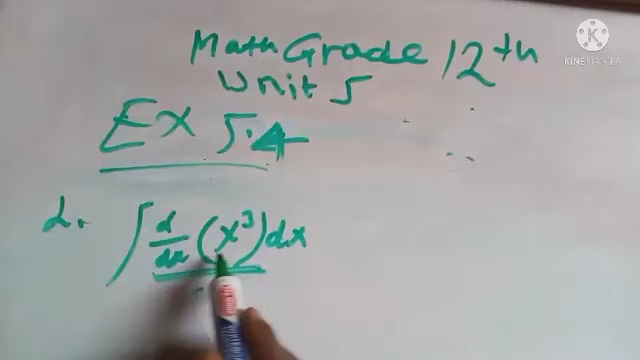 Math Grade 12th
Unit 5
EX 5.4
2. ∫ d/dx (x³) dx
KINEMASTER